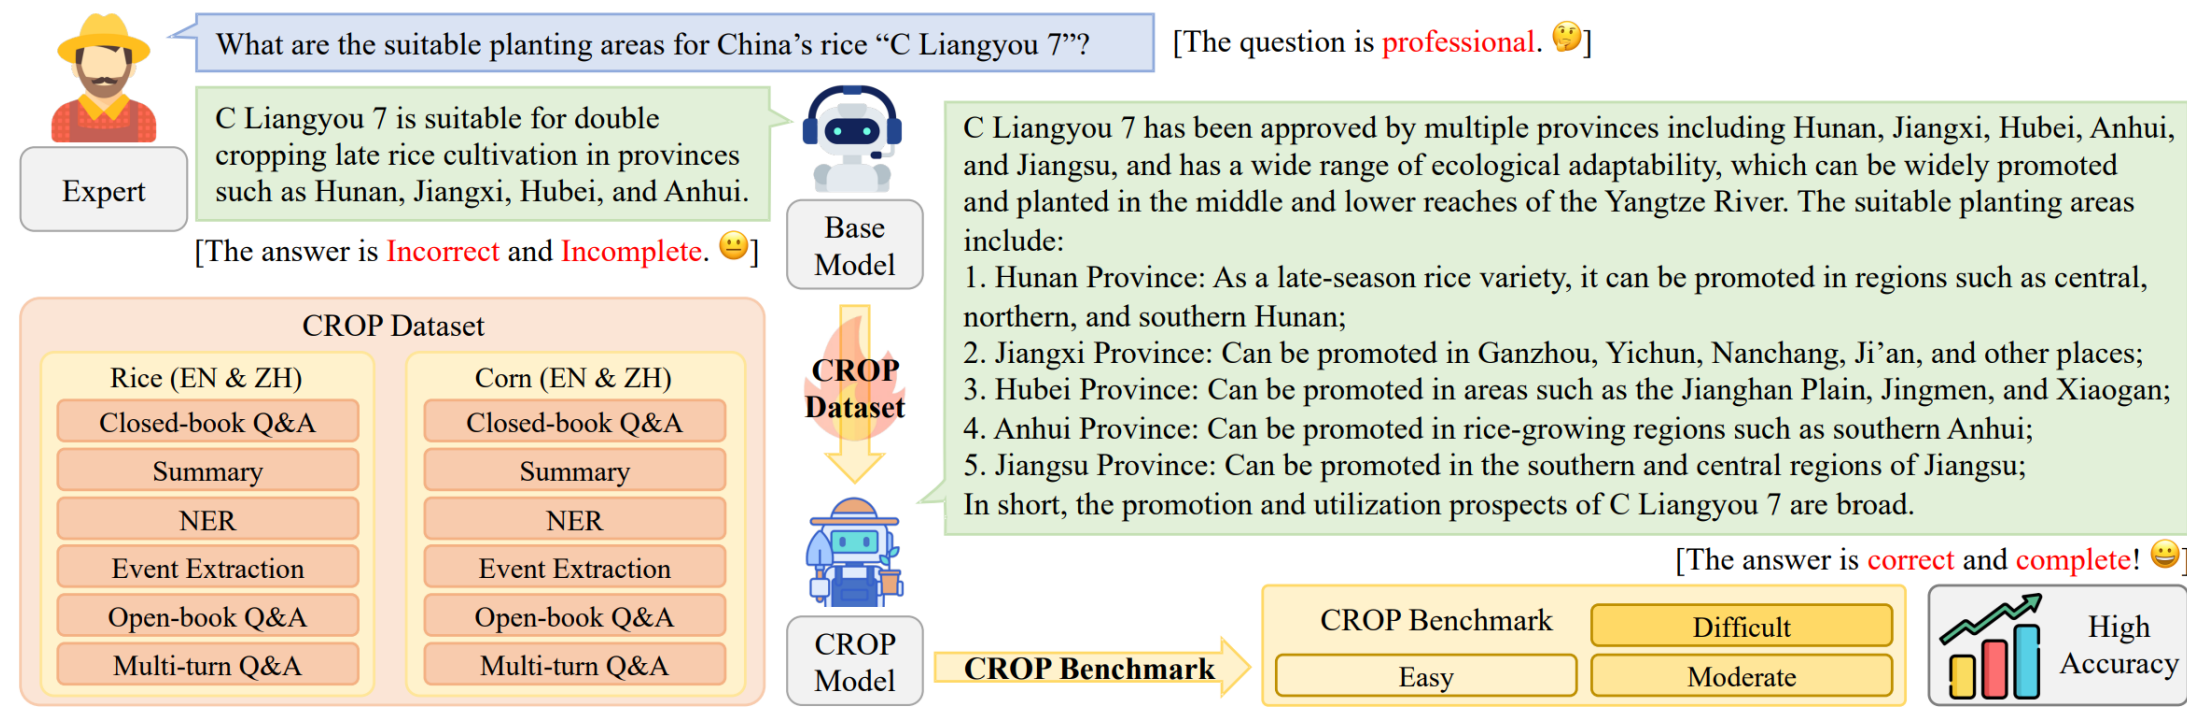 What are the suitable planting areas for China’s rice “C Liangyou 7”?
[The question is professional. 🤔]
Expert
C Liangyou 7 is suitable for double
cropping late rice cultivation in provinces
such as Hunan, Jiangxi, Hubei, and Anhui.
[The answer is Incorrect and Incomplete. 😐]
Base
Model
C Liangyou 7 has been approved by multiple provinces including Hunan, Jiangxi, Hubei, Anhui,
and Jiangsu, and has a wide range of ecological adaptability, which can be widely promoted
and planted in the middle and lower reaches of the Yangtze River. The suitable planting areas
include:
1. Hunan Province: As a late-season rice variety, it can be promoted in regions such as central,
northern, and southern Hunan;
2. Jiangxi Province: Can be promoted in Ganzhou, Yichun, Nanchang, Ji’an, and other places;
3. Hubei Province: Can be promoted in areas such as the Jianghan Plain, Jingmen, and Xiaogan;
4. Anhui Province: Can be promoted in rice-growing regions such as southern Anhui;
5. Jiangsu Province: Can be promoted in the southern and central regions of Jiangsu;
In short, the promotion and utilization prospects of C Liangyou 7 are broad.
[The answer is correct and complete! 😀]
CROP Dataset
Rice (EN & ZH)
Closed-book Q&A
Summary
NER
Event Extraction
Open-book Q&A
Multi-turn Q&A
Corn (EN & ZH)
Closed-book Q&A
Summary
NER
Event Extraction
Open-book Q&A
Multi-turn Q&A
CROP
Dataset
CROP
Model
CROP Benchmark
CROP Benchmark
Difficult
Easy
Moderate
High
Accuracy